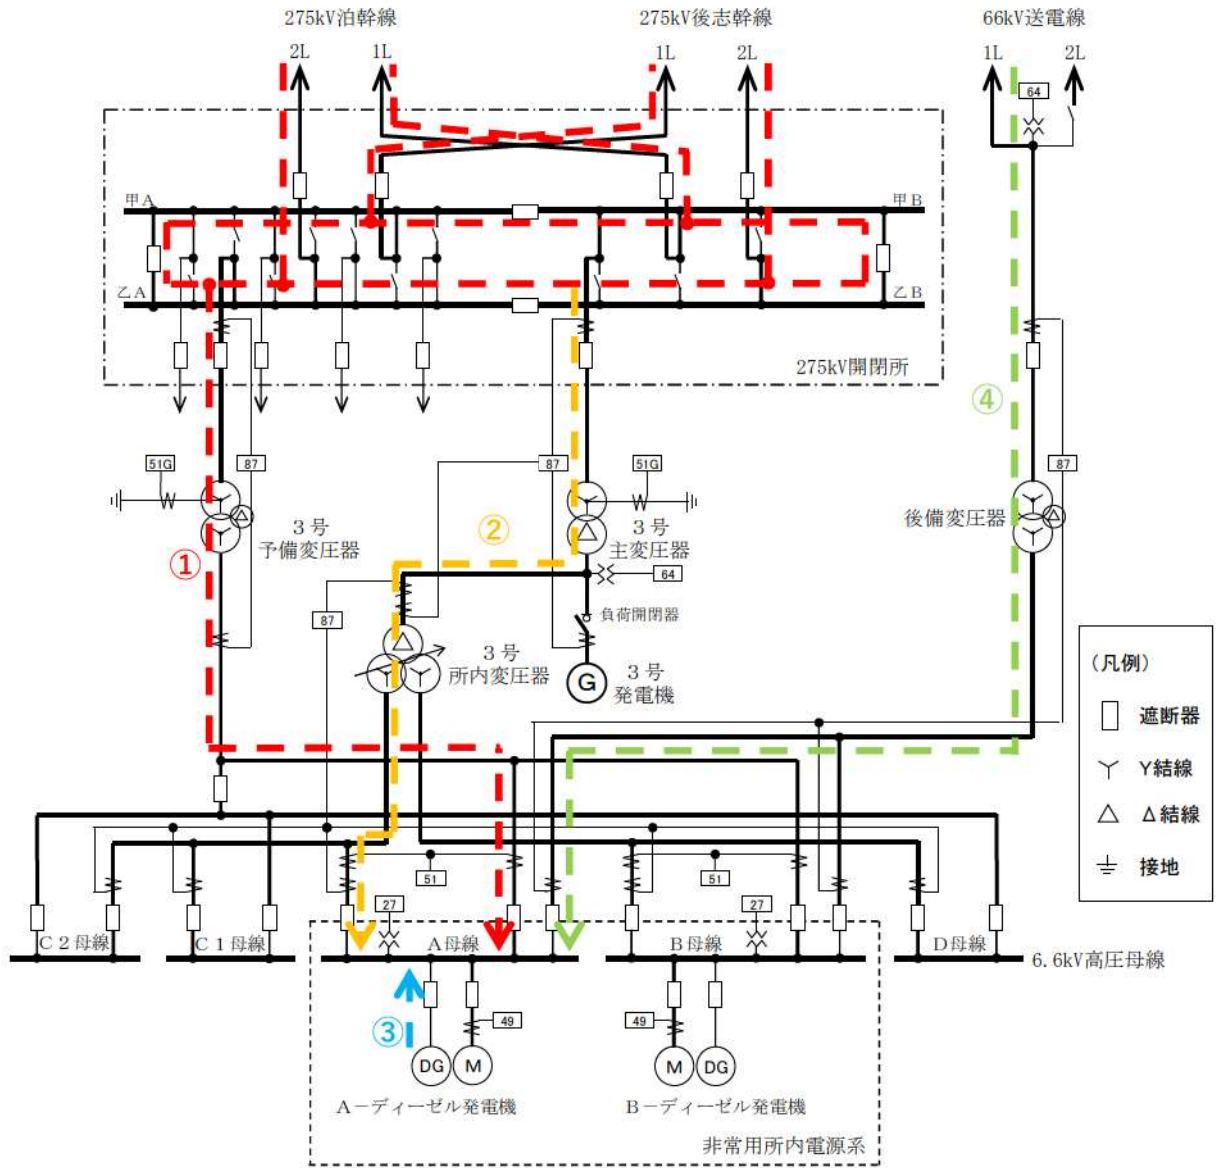 275kV泊幹線
275kV後志幹線
66kV送電線
2L
1L
1L
2L
1L
2L
64
甲A
甲B
乙A
乙B
275kV開閉所
④
51G
87
87
51G
87
3号
予備変圧器
①
②
3号
主変圧器
後備変圧器
64
87
負荷開閉器
3号
所内変圧器
G
3号
発電機
(凡例)
遮断器
Y結線
Δ結線
接地
51
51
27
27
C2母線
C1母線
A母線
B母線
D母線
6.6kV高圧母線
③
49
49
DG
M
M
DG
A-ディーゼル発電機
B-ディーゼル発電機
非常用所内電源系